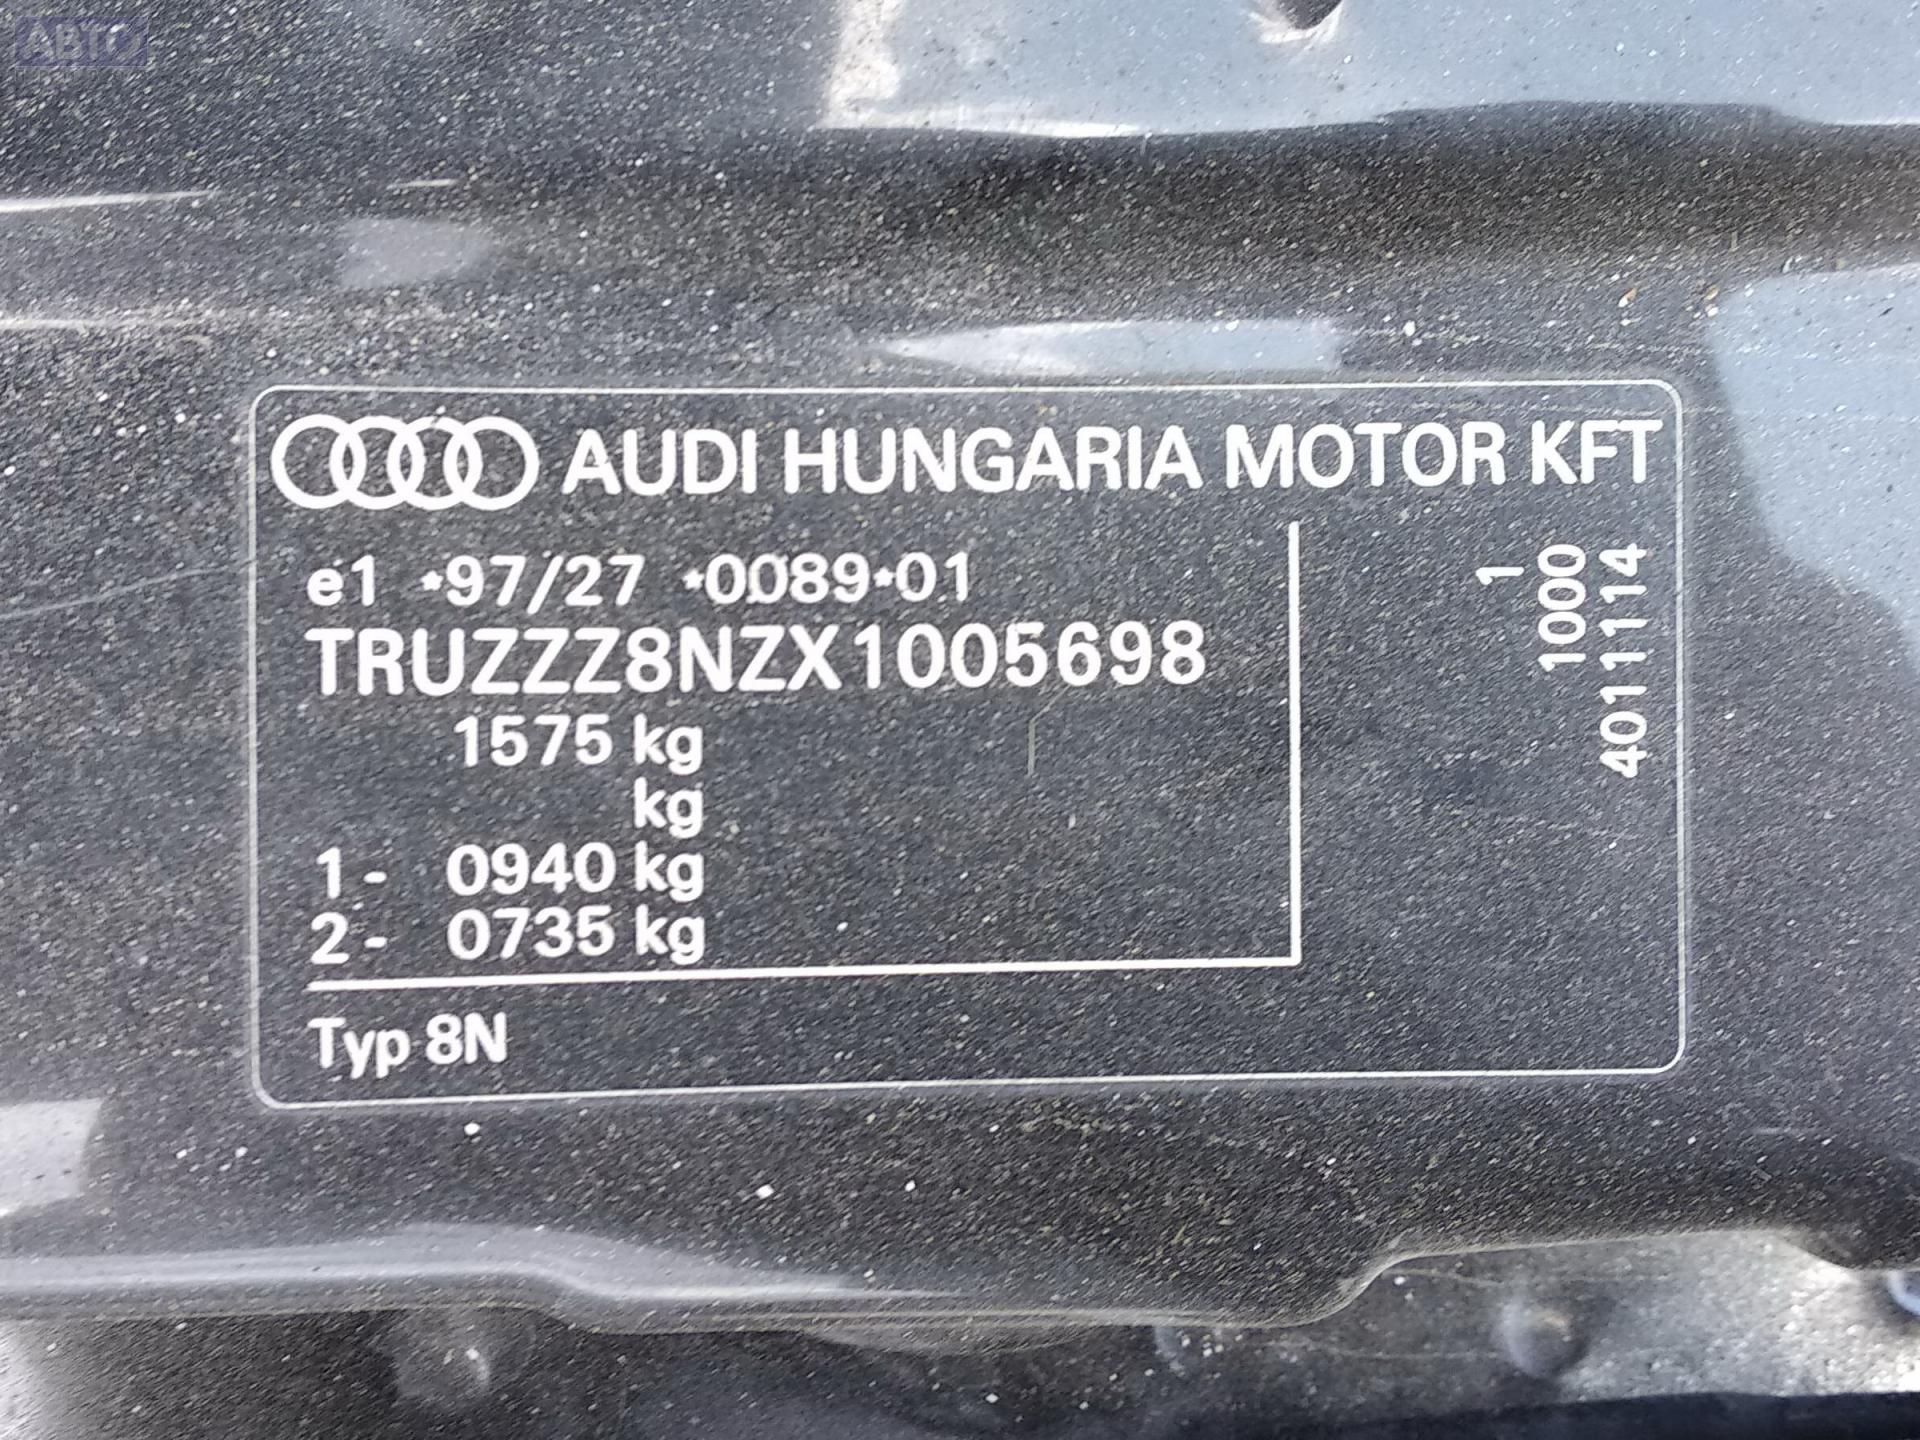 АВТО
AUDI HUNGARIA MOTOR KFT
e1 *97/27 *0089*01
TRUZZZ8NZX1005698
1575 kg
kg
1- 0940 kg
2- 0735 kg
Typ 8N
1
1000
4011114